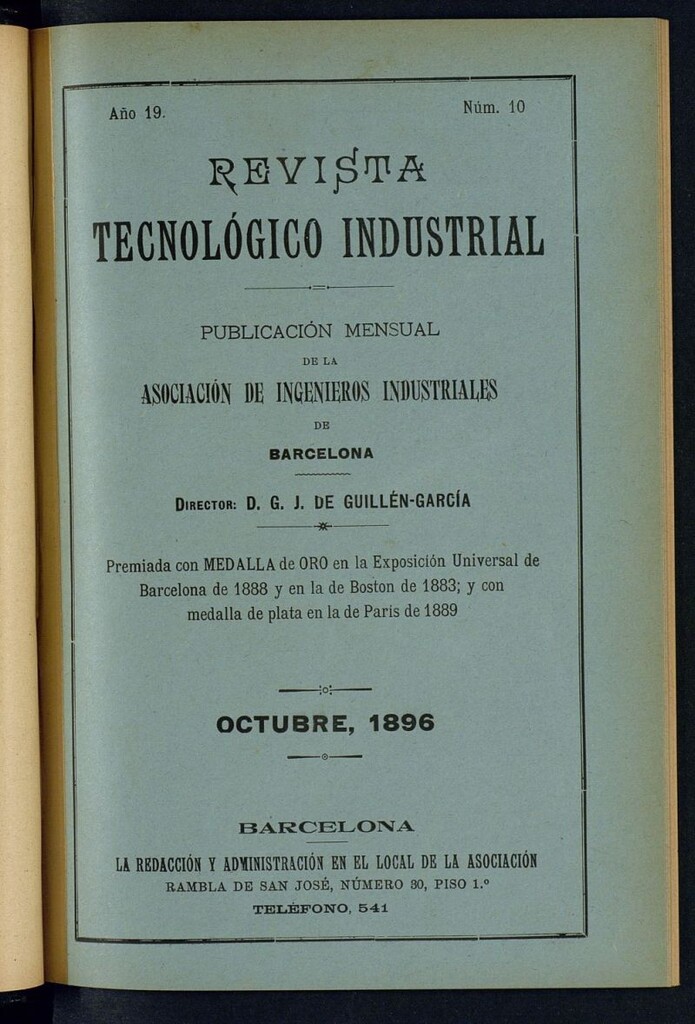 Año 19.
Núm. 10
REVISTA
TECNOLÓGICO INDUSTRIAL
PUBLICACIÓN MENSUAL
DE LA
ASOCIACIÓN DE INGENIEROS INDUSTRIALES
DE
BARCELONA
DIRECTOR: D. G. J. DE GUILLÉN-GARCÍA
Premiada con MEDALLA de ORO en la Exposición Universal de
Barcelona de 1888 y en la de Boston de 1883; y con
medalla de plata en la de París de 1889
OCTUBRE, 1896
BARCELONA
LA REDACCIÓN Y ADMINISTRACIÓN EN EL LOCAL DE LA ASOCIACIÓN
RAMBLA DE SAN JOSÉ, NÚMERO 30, PISO 1.º
TELÉFONO, 541